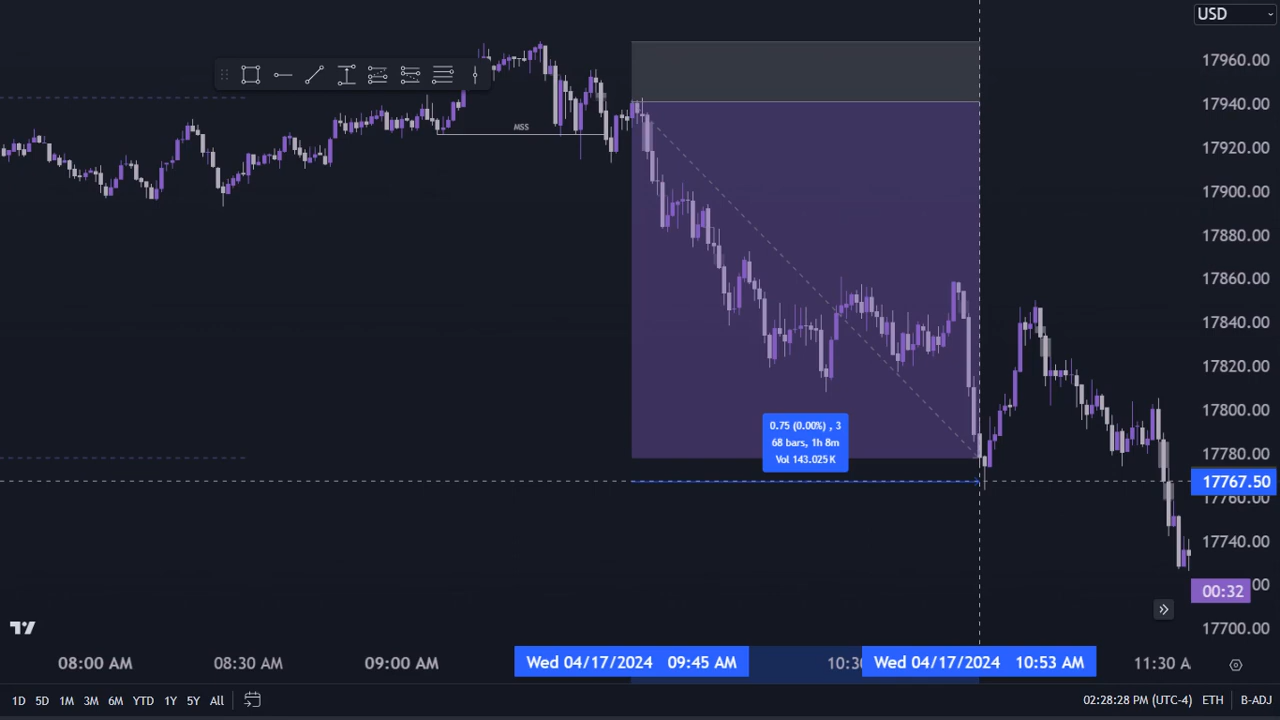 USD
17960.00
17940.00
MSS
17920.00
17900.00
17880.00
17860.00
17840.00
17820.00
17800.00
0.75 (0.00%) , 3
68 bars, 1h 8m
Vol 143.025K
17780.00
17767.50
17760.00
17740.00
00:32
17700.00
08:00 AM 08:30 AM 09:00 AM Wed 04/17/2024 09:45 AM 10:30 Wed 04/17/2024 10:53 AM 11:30 A
1D 5D 1M 3M 6M YTD 1Y 5Y All 02:28:28 PM (UTC-4) ETH B-ADJ